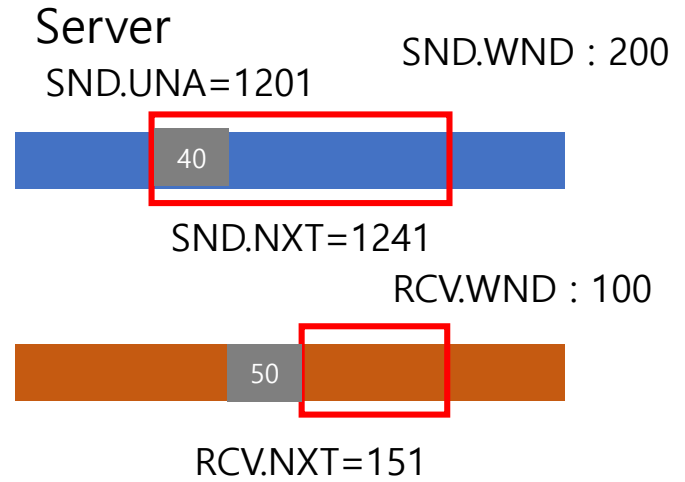 Server
SND.WND : 200
SND.UNA=1201
40
SND.NXT=1241
RCV.WND : 100
50
RCV.NXT=151